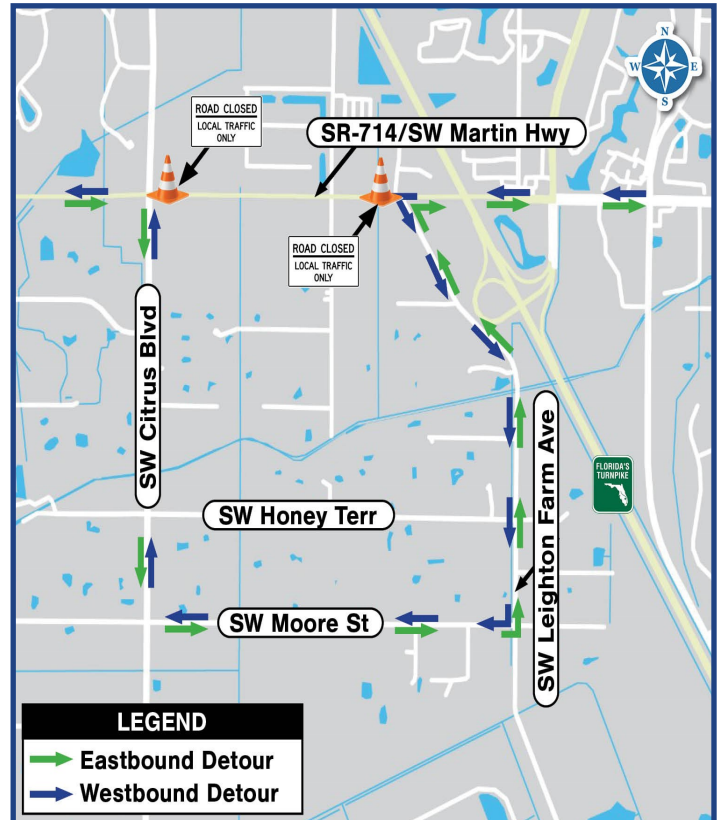 N
W E
S
ROAD CLOSED
LOCAL TRAFFIC
ONLY
SR-714/SW Martin Hwy
ROAD CLOSED
LOCAL TRAFFIC
ONLY
SW Citrus Blvd
SW Leighton Farm Ave
FLORIDA'S
TURNPIKE
SW Honey Terr
SW Moore St
LEGEND
Eastbound Detour
Westbound Detour